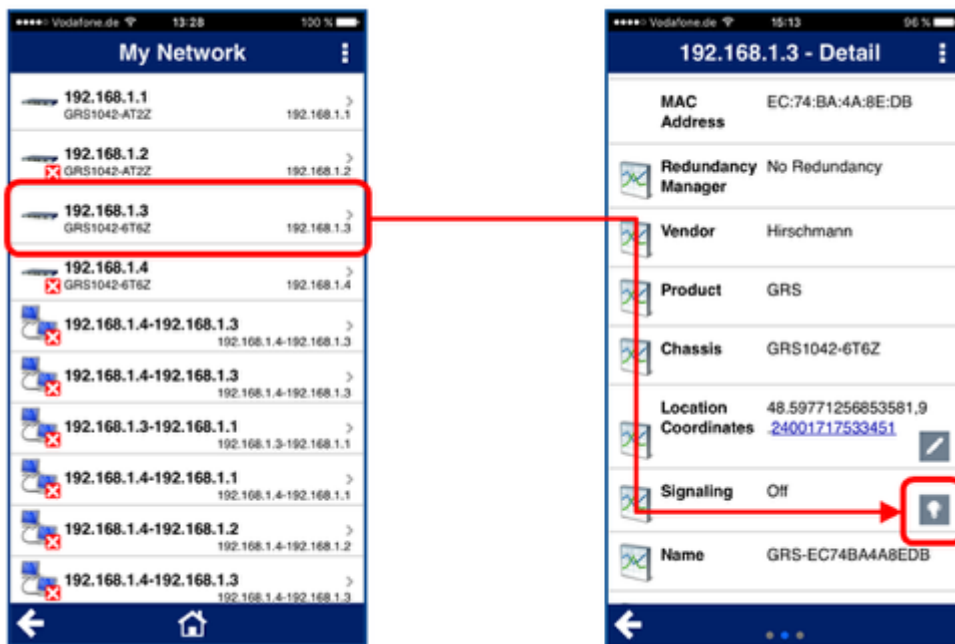 Vodafone.de 13:28 100 %
My Network
192.168.1.1
GRS1042-AT2Z 192.168.1.1
192.168.1.2
GRS1042-AT2Z 192.168.1.2
192.168.1.3
GRS1042-6T6Z 192.168.1.3
192.168.1.4
GRS1042-6T6Z 192.168.1.4
192.168.1.4-192.168.1.3
192.168.1.4-192.168.1.3
192.168.1.4-192.168.1.3
192.168.1.4-192.168.1.3
192.168.1.3-192.168.1.1
192.168.1.3-192.168.1.1
192.168.1.4-192.168.1.1
192.168.1.4-192.168.1.1
192.168.1.4-192.168.1.2
192.168.1.4-192.168.1.2
192.168.1.4-192.168.1.3
192.168.1.4-192.168.1.3
Vodafone.de 15:13 96 %
192.168.1.3 - Detail
MAC EC:74:BA:4A:8E:DB
Address
Redundancy No Redundancy
Manager
Vendor Hirschmann
Product GRS
Chassis GRS1042-6T6Z
Location 48.59771256853581,9
Coordinates .24001717533451
Signaling Off
Name GRS-EC74BA4A8EDB